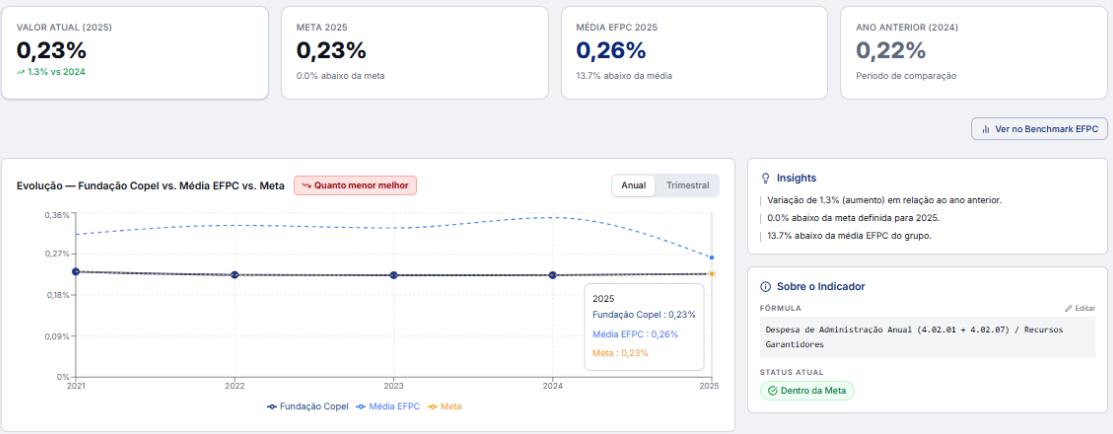 VALOR ATUAL (2025)
0,23%
1.3% vs 2024
META 2025
0,23%
0.0% abaixo da meta
MÉDIA EFPC 2025
0,26%
13.7% abaixo da média
ANO ANTERIOR (2024)
0,22%
Período de comparação
Ver no Benchmark EFPC
Evolução — Fundação Copel vs. Média EFPC vs. Meta
Quanto menor melhor
Anual
Trimestral
0,36%
0,27%
0,18%
0,09%
0%
2021
2022
2023
2024
2025
2025
Fundação Copel : 0,23%
Média EFPC : 0,26%
Meta : 0,23%
Fundação Copel
Média EFPC
Meta
Insights
Variação de 1.3% (aumento) em relação ao ano anterior.
0.0% abaixo da meta definida para 2025.
13.7% abaixo da média EFPC do grupo.
Sobre o Indicador
FÓRMULA
Editar
Despesa de Administração Anual (4.02.01 + 4.02.07) / Recursos
Garantidores
STATUS ATUAL
Dentro da Meta